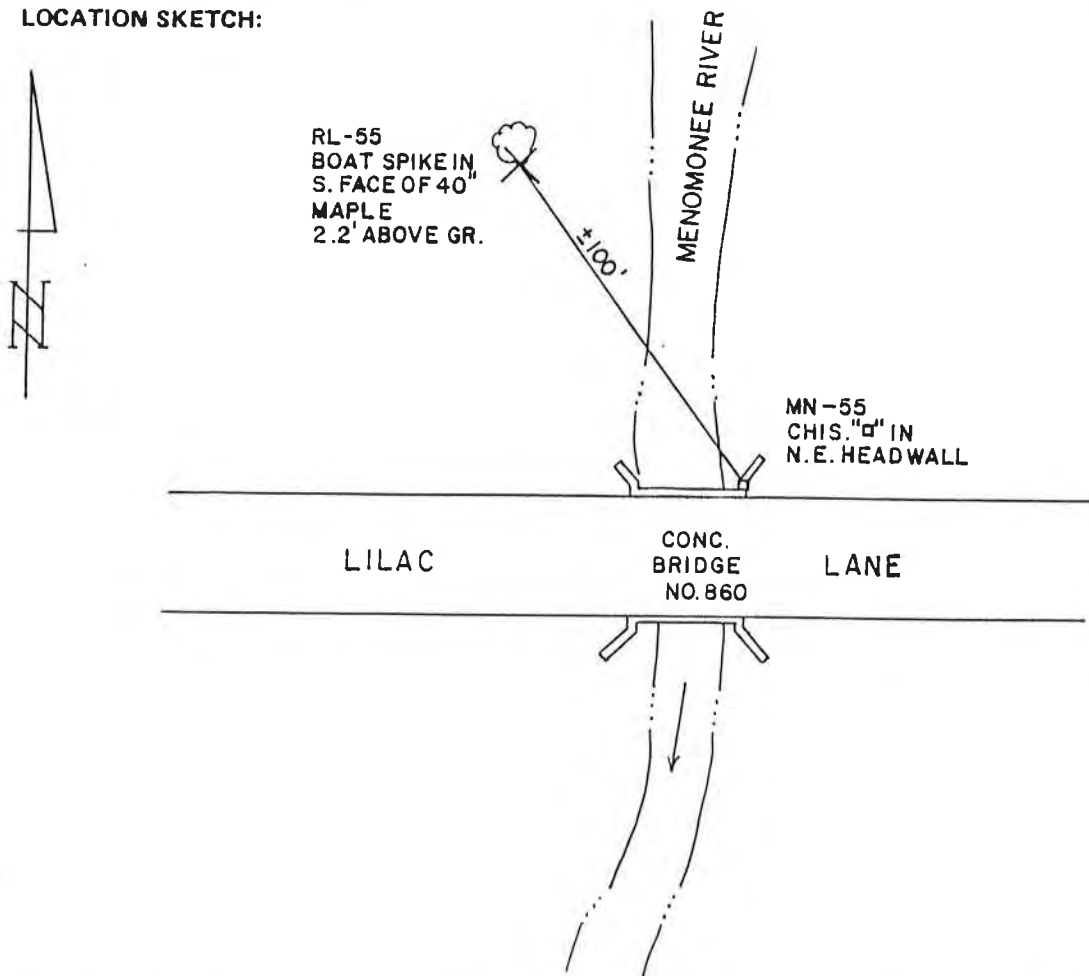 LOCATION SKETCH:
N
RL-55
BOAT SPIKE IN
S. FACE OF 40"
MAPLE
2.2' ABOVE GR.
±100'
MENOMONEE RIVER
MN-55
CHIS. "□" IN
N.E. HEADWALL
LILAC
CONC.
BRIDGE
NO. 860
LANE